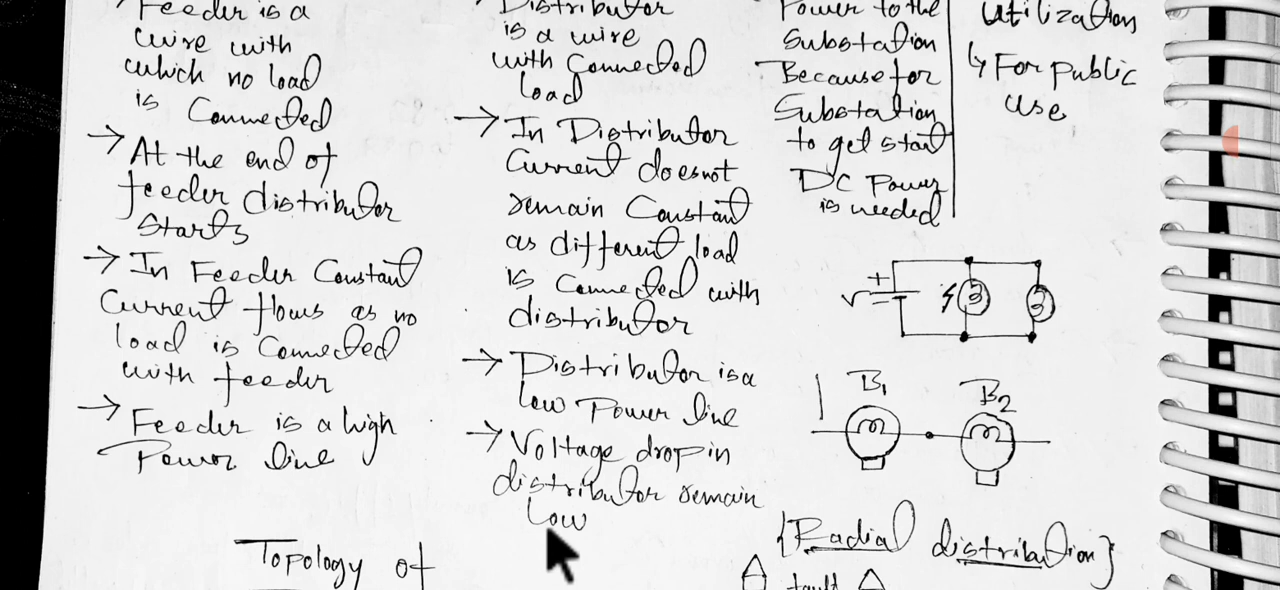 Feeder is a
wire with
which no load
is Connected
→ At the end of
feeder distributor
Starts
→ In Feeder Constant
Current flows as no
load is Connected
with feeder
→ Feeder is a high
Power line
Topology of
Distributor
is a wire
with Connected
load
→ In Distributor
Current doesnot
remain Constant
as different load
is Connected with
distributor
→ Distributor is a
low Power line
→ Voltage drop in
distributor remain
low
Power to the
Substation
Because for
Substation
to get start
DC Power
is needed
Utilization
↳ For public
use
V +
B1 B2
{Radial distribution}
fault